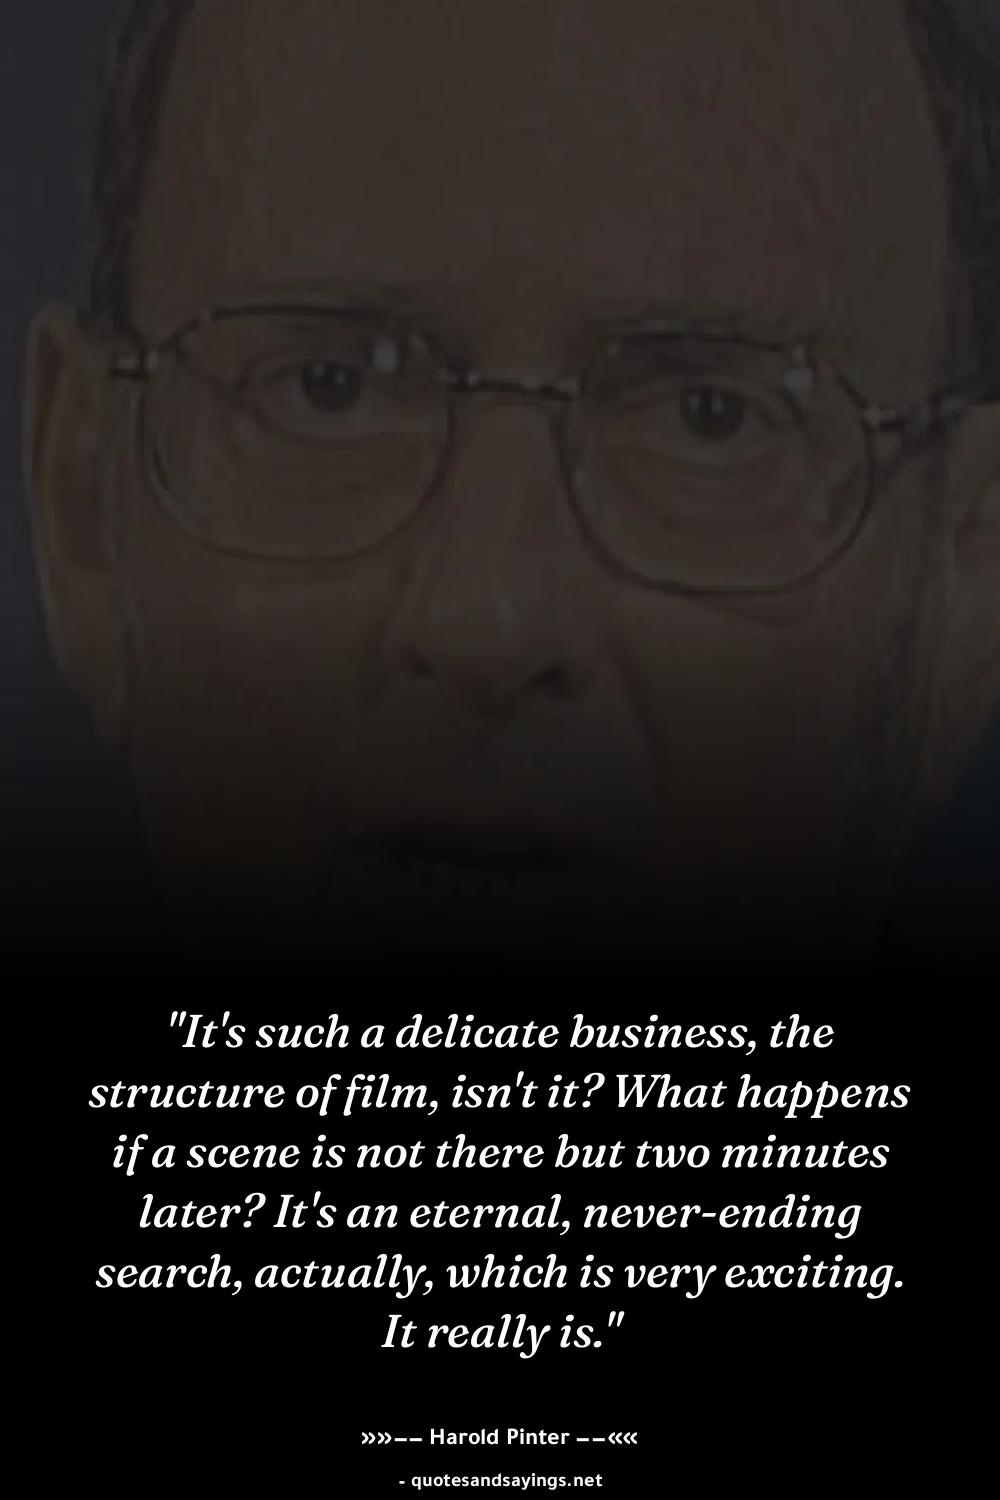 "It's such a delicate business, the
structure of film, isn't it? What happens
if a scene is not there but two minutes
later? It's an eternal, never-ending
search, actually, which is very exciting.
It really is."
»»−− Harold Pinter −−««
- quotesandsayings.net